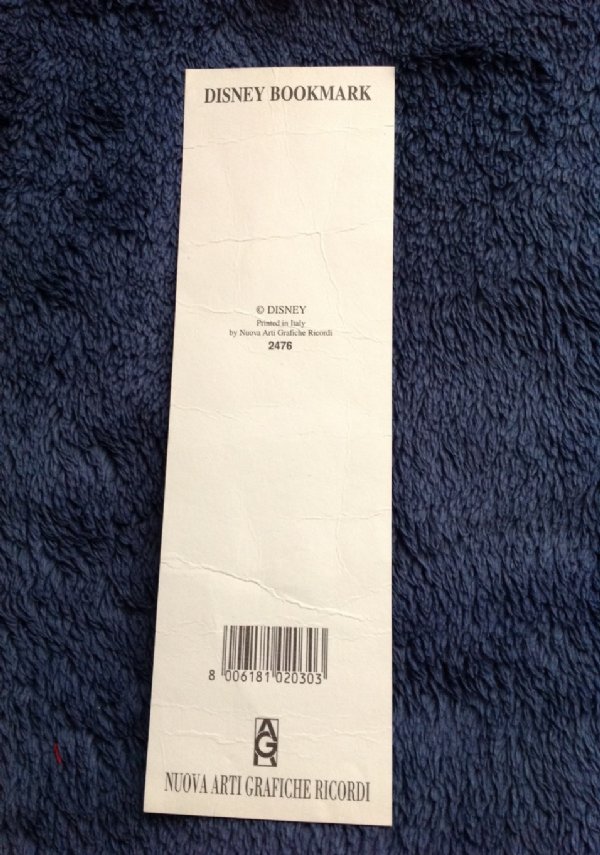 DISNEY BOOKMARK
© DISNEY
Printed in Italy
by Nuova Arti Grafiche Ricordi
2476
8 006181 020303
AGR
NUOVA ARTI GRAFICHE RICORDI